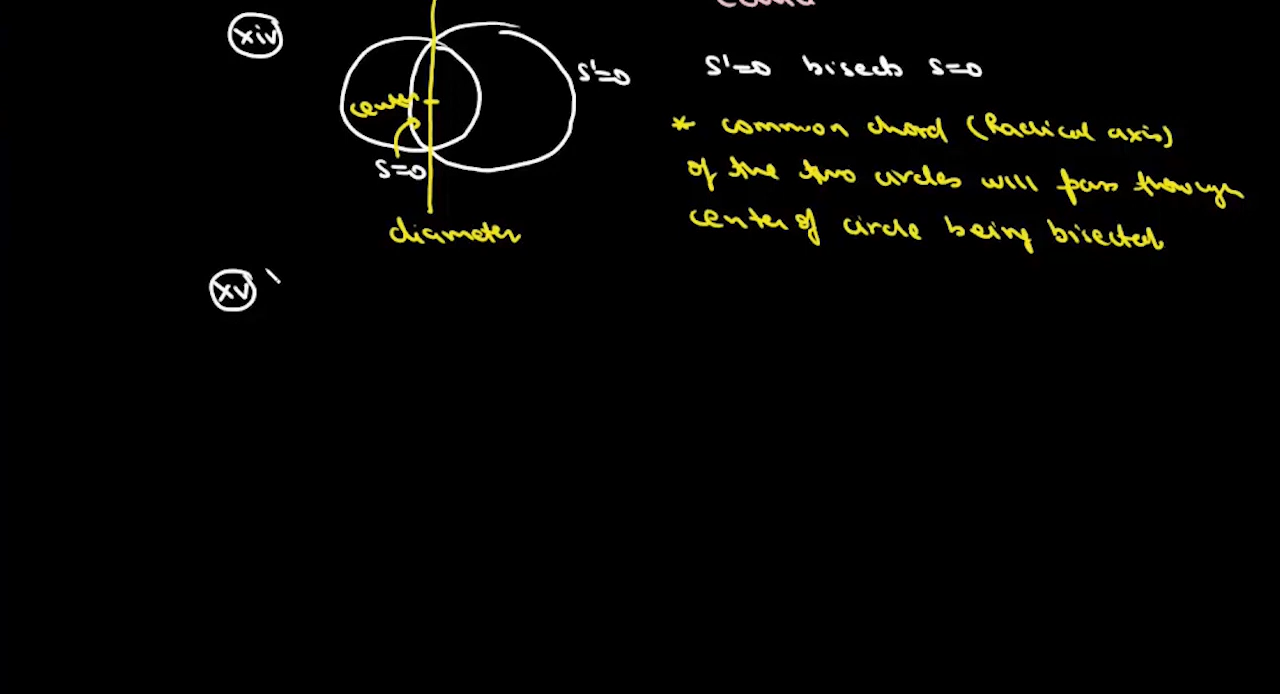 xiv
S'=0
S'=0 bisects S=0
center
* common chord (Radical axis)
of the two circles will pass through
S=0
center of circle being bisected
diameter
xv